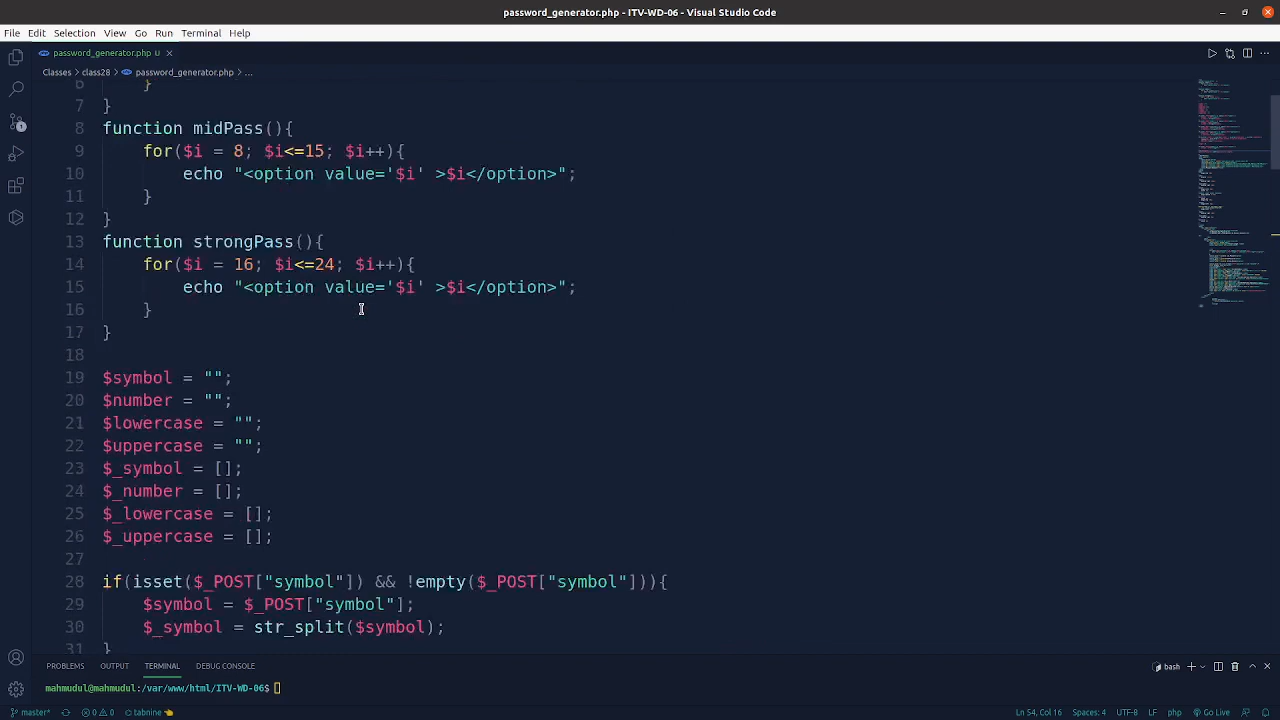 password_generator.php - ITV-WD-06 - Visual Studio Code
File Edit Selection View Go Run Terminal Help
password_generator.php U
Classes > class28 > password_generator.php > ...
6 }
7 }
8 function midPass(){
9 for($i = 8; $i<=15; $i++){
10 echo "<option value='$i' >$i</option>";
11 }
12 }
13 function strongPass(){
14 for($i = 16; $i<=24; $i++){
15 echo "<option value='$i' >$i</option>";
16 }
17 }
18
19 $symbol = "";
20 $number = "";
21 $lowercase = "";
22 $uppercase = "";
23 $_symbol = [];
24 $_number = [];
25 $_lowercase = [];
26 $_uppercase = [];
27
28 if(isset($_POST["symbol"]) && !empty($_POST["symbol"])){
29 $symbol = $_POST["symbol"];
30 $_symbol = str_split($symbol);
31 }
PROBLEMS OUTPUT TERMINAL DEBUG CONSOLE
bash
mahmudul@mahmudul:/var/www/html/ITV-WD-06$
master* 0 0 tabnine Ln 54, Col 16 Spaces: 4 UTF-8 LF php Go Live